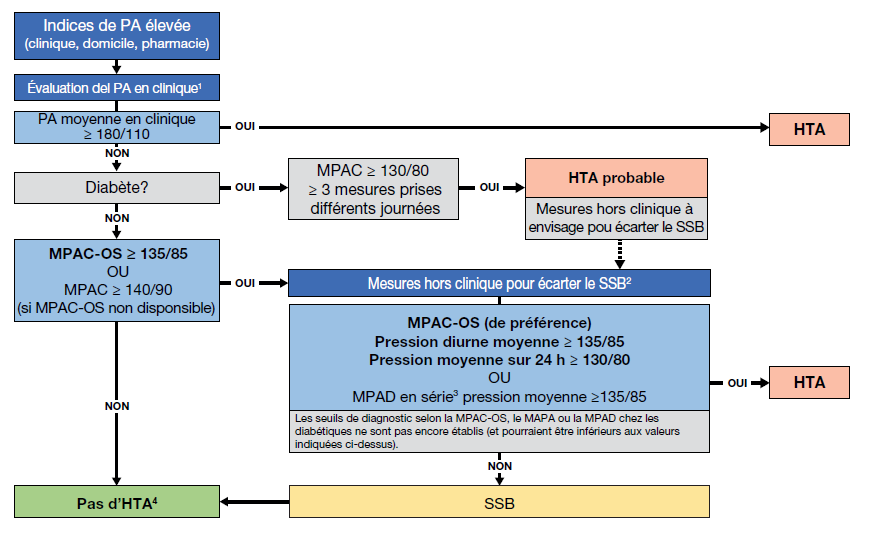 Indices de PA élevée
(clinique, domicile, pharmacie)
Évaluation del PA en clinique¹
PA moyenne en clinique
≥ 180/110
OUI
HTA
NON
Diabète?
OUI
MPAC ≥ 130/80
≥ 3 mesures prises
différents journées
OUI
HTA probable
Mesures hors clinique à
envisage pou écarter le SSB
NON
MPAC-OS ≥ 135/85
OU
MPAC ≥ 140/90
(si MPAC-OS non disponible)
OUI
Mesures hors clinique pour écarter le SSB²
MPAC-OS (de préférence)
Pression diurne moyenne ≥ 135/85
Pression moyenne sur 24 h ≥ 130/80
OU
MPAD en série³ pression moyenne ≥135/85
OUI
HTA
Les seuils de diagnostic selon la MPAC-OS, le MAPA ou la MPAD chez les
diabétiques ne sont pas encore établis (et pourraient être inférieurs aux valeurs
indiquées ci-dessus).
NON
NON
Pas d'HTA⁴
SSB